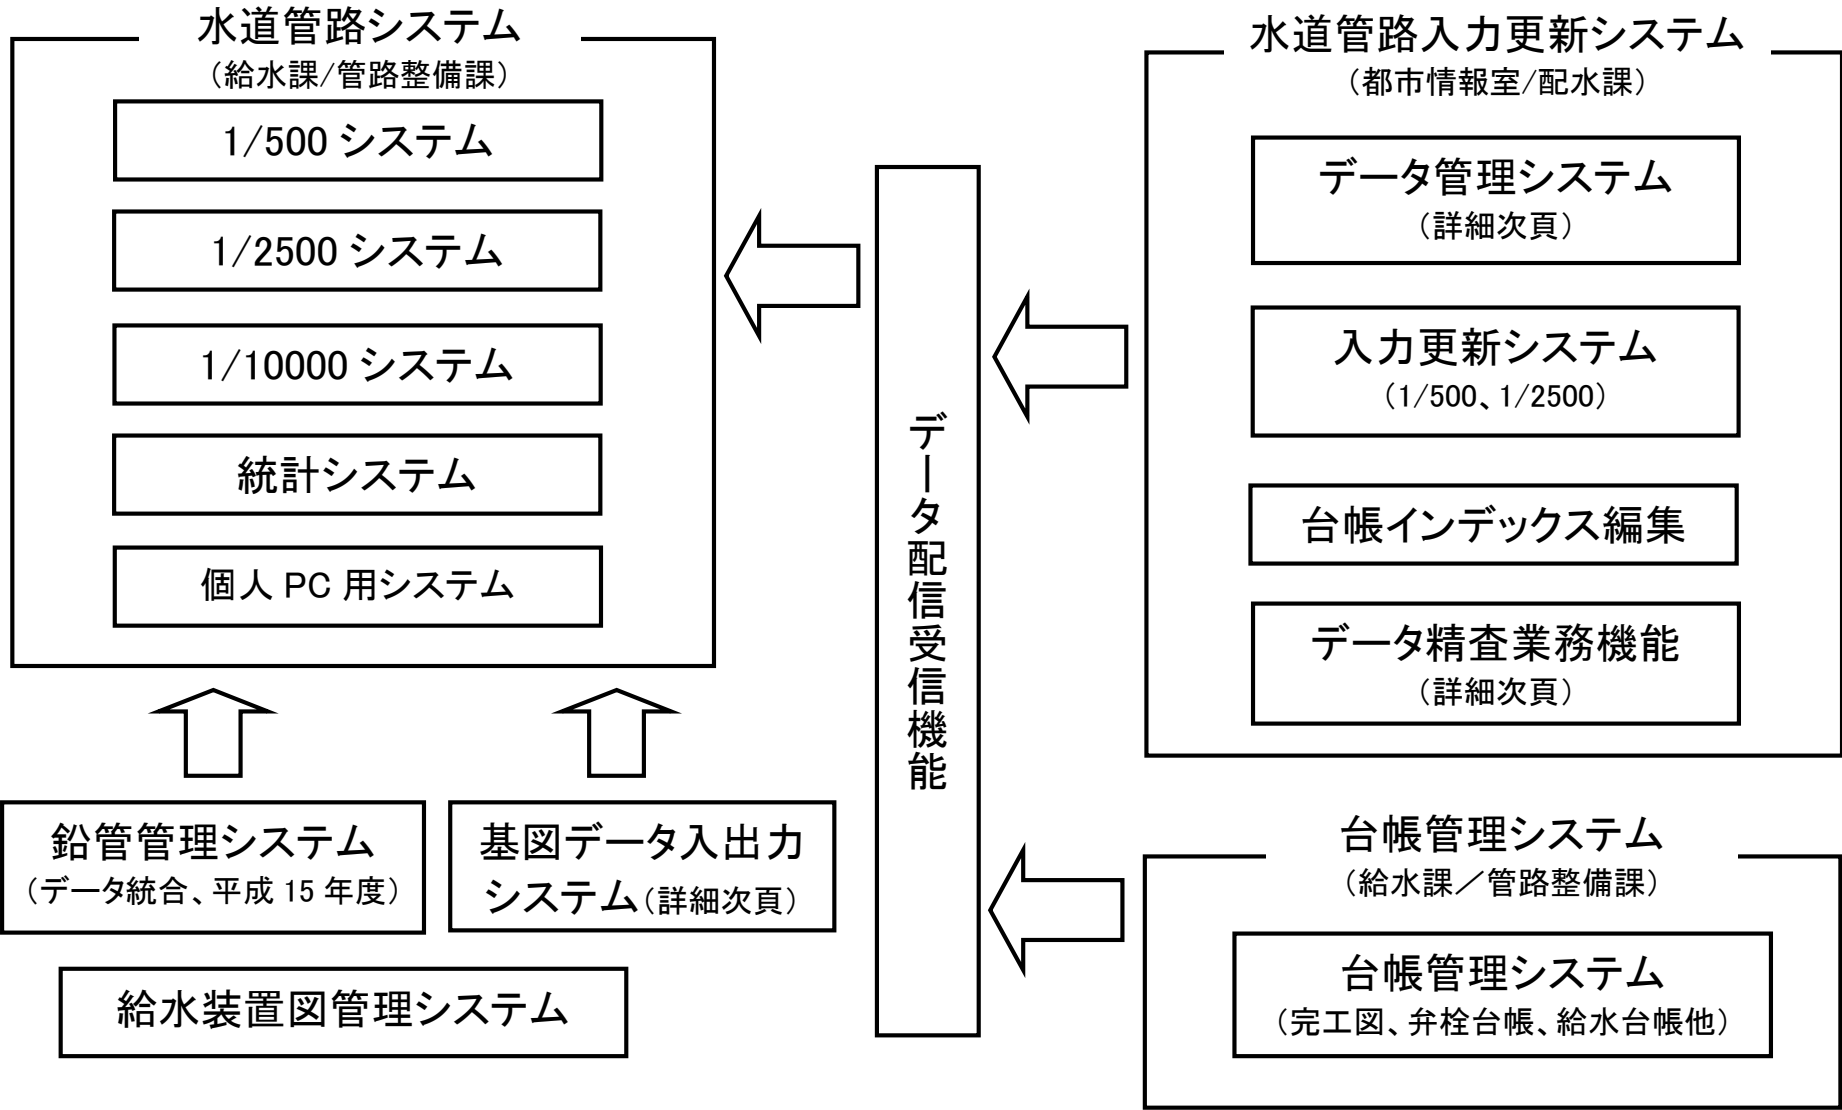 水道管路システム
（給水課/管路整備課）
1/500 システム
1/2500 システム
1/10000 システム
統計システム
個人 PC 用システム
鉛管管理システム
（データ統合、平成 15 年度）
基図データ入出力
システム（詳細次頁）
給水装置図管理システム
データ配信受信機能
水道管路入力更新システム
（都市情報室/配水課）
データ管理システム
（詳細次頁）
入力更新システム
（1/500、1/2500）
台帳インデックス編集
データ精査業務機能
（詳細次頁）
台帳管理システム
（給水課／管路整備課）
台帳管理システム
（完工図、弁栓台帳、給水台帳他）